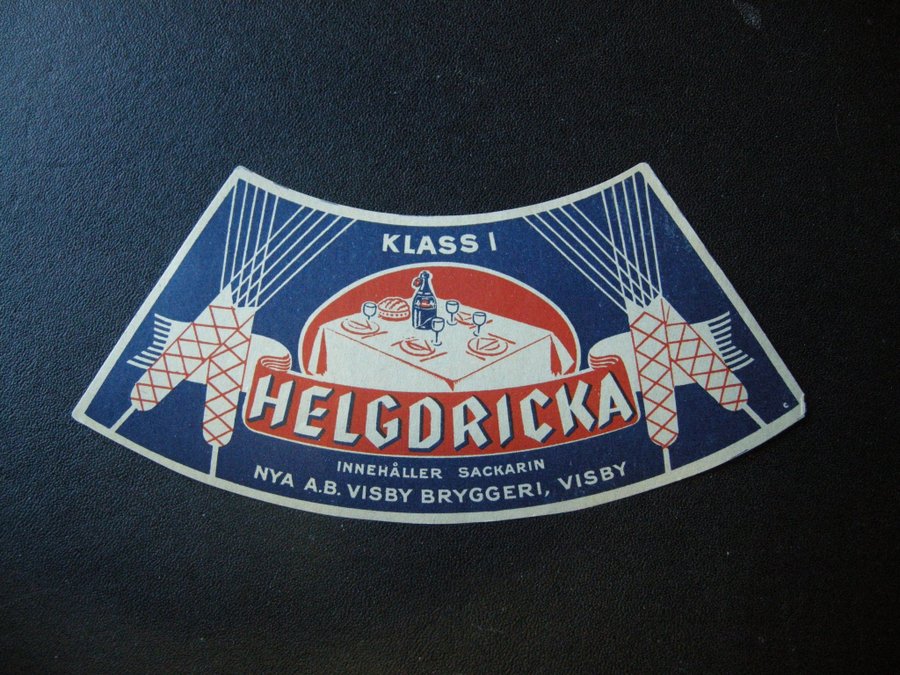 KLASS I
HELGDRICKA
INNEHÅLLER SACKARIN
NYA A.B. VISBY BRYGGERI, VISBY